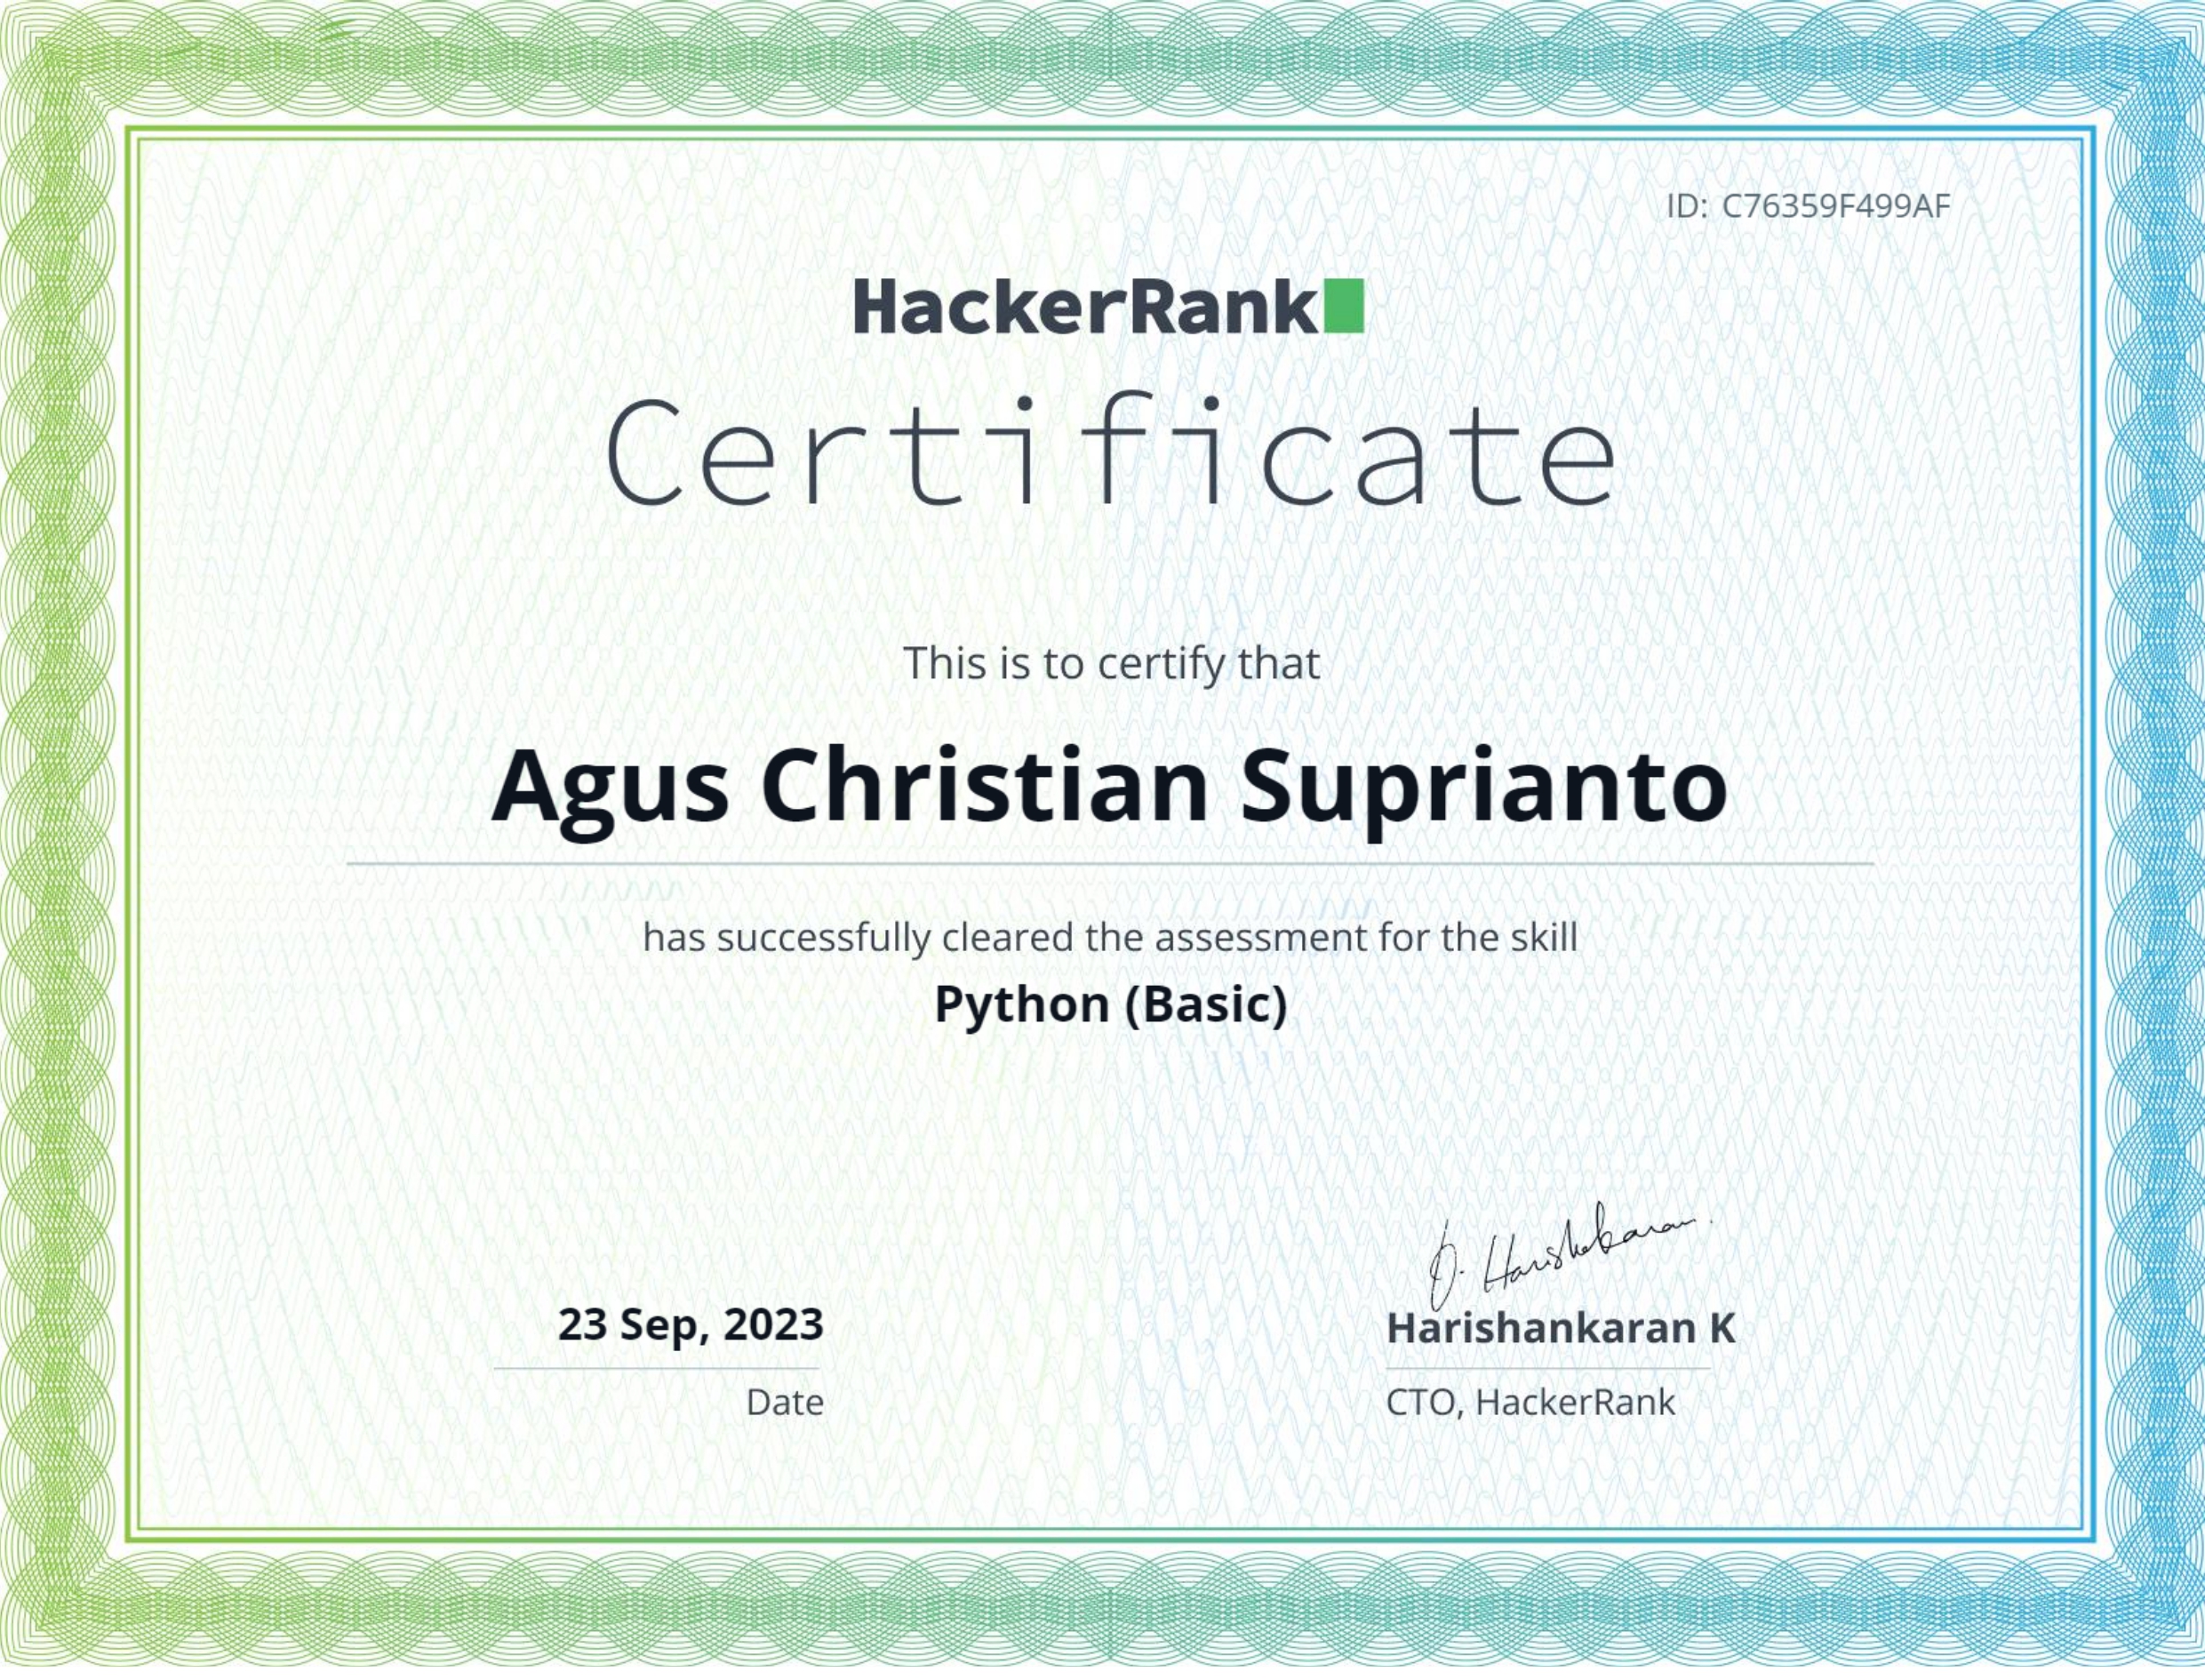 ID: C76359F499AF
HackerRank
Certificate
This is to certify that
Agus Christian Suprianto
has successfully cleared the assessment for the skill
Python (Basic)
23 Sep, 2023
Date
Harishankaran K
CTO, HackerRank